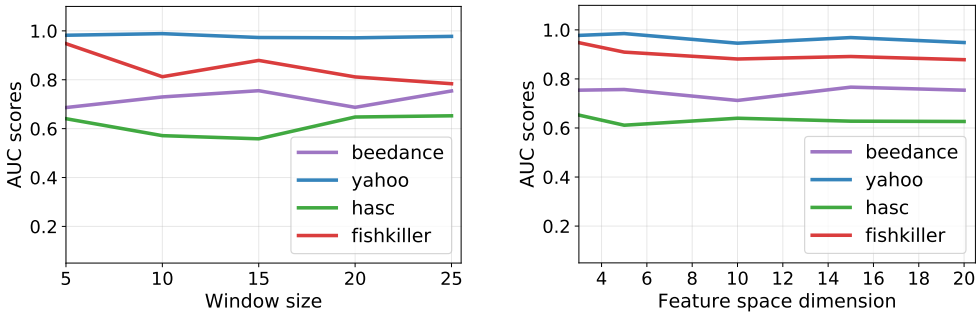 AUC scores
1.0
0.8
0.6
0.4
0.2
beedance
yahoo
hasc
fishkiller
5 10 15 20 25
Window size
AUC scores
1.0
0.8
0.6
0.4
0.2
beedance
yahoo
hasc
fishkiller
4 6 8 10 12 14 16 18 20
Feature space dimension